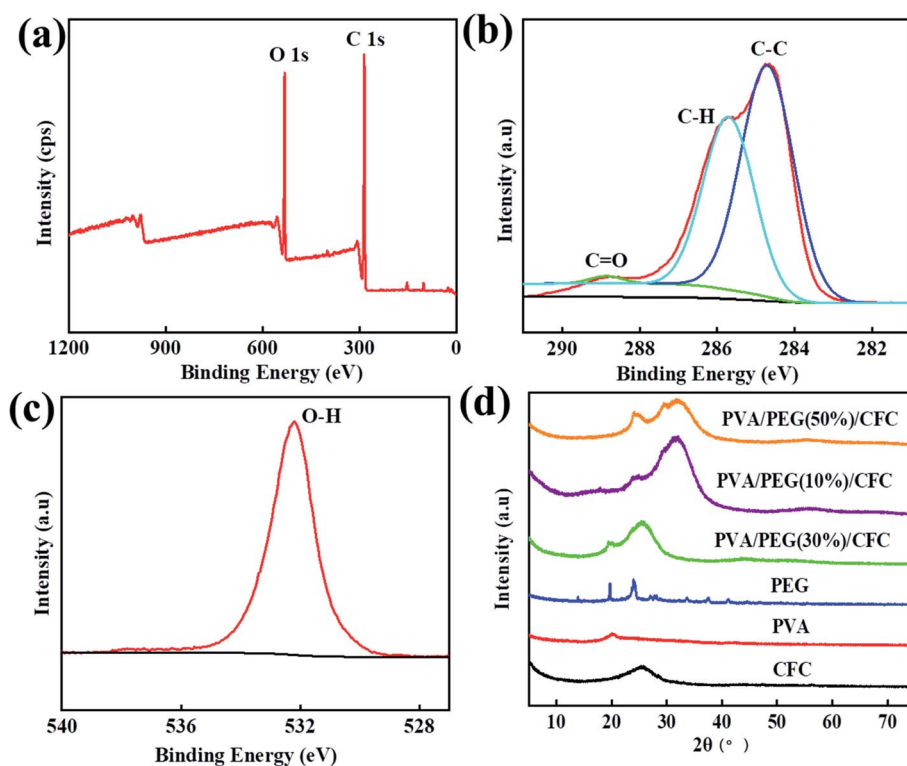 (a)
O 1s
C 1s
Intensity (cps)
1200
900
600
300
0
Binding Energy (eV)
(b)
C-C
C-H
C=O
Intensity (a.u)
290
288
286
284
282
Binding Energy (eV)
(c)
O-H
Intensity (a.u)
540
536
532
528
Binding Energy (eV)
(d)
PVA/PEG(50%)/CFC
PVA/PEG(10%)/CFC
PVA/PEG(30%)/CFC
PEG
PVA
CFC
Intensity (a.u)
10
20
30
40
50
60
70
2θ (°)